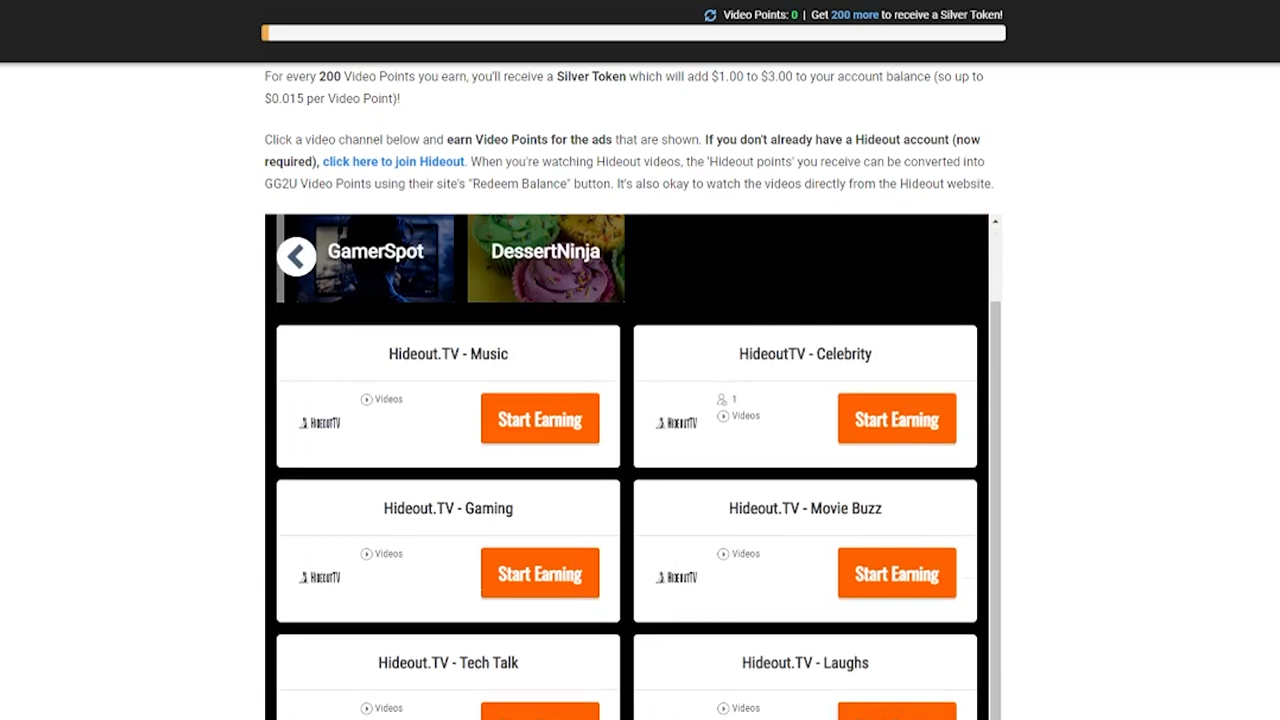 Video Points: 0 | Get 200 more to receive a Silver Token!
For every 200 Video Points you earn, you'll receive a Silver Token which will add $1.00 to $3.00 to your account balance (so up to
$0.015 per Video Point)!
Click a video channel below and earn Video Points for the ads that are shown. If you don't already have a Hideout account (now
required), click here to join Hideout. When you're watching Hideout videos, the 'Hideout points' you receive can be converted into
GG2U Video Points using their site's "Redeem Balance" button. It's also okay to watch the videos directly from the Hideout website.
GamerSpot
DessertNinja
Hideout.TV - Music
HideoutTV - Celebrity
Videos
HIDEOUTTV
Start Earning
1
Videos
HIDEOUTTV
Start Earning
Hideout.TV - Gaming
Hideout.TV - Movie Buzz
Videos
HIDEOUTTV
Start Earning
Videos
HIDEOUTTV
Start Earning
Hideout.TV - Tech Talk
Hideout.TV - Laughs
Videos
Videos